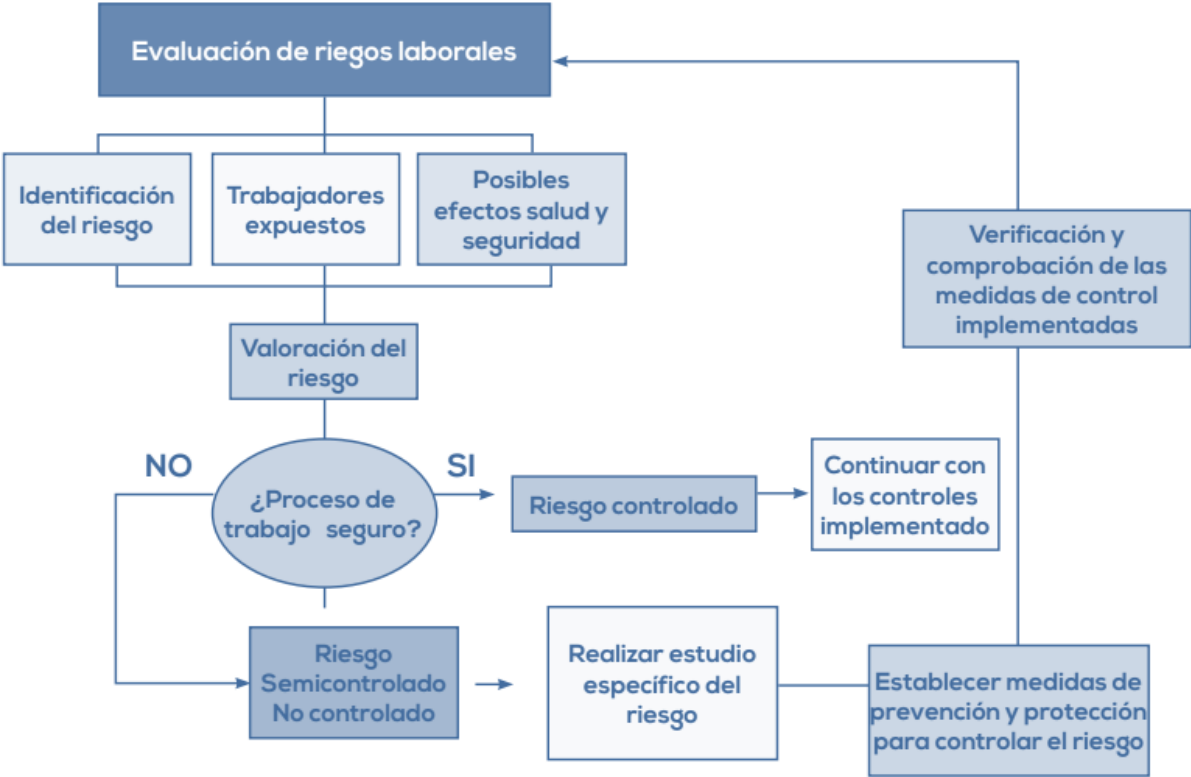 Evaluación de riegos laborales
Identificación
del riesgo
Trabajadores
expuestos
Posibles
efectos salud y
seguridad
Valoración del
riesgo
NO
SI
¿Proceso de
trabajo seguro?
Riesgo controlado
Continuar con
los controles
implementado
Riesgo
Semicontrolado
No controlado
Realizar estudio
específico del
riesgo
Establecer medidas de
prevención y protección
para controlar el riesgo
Verificación y
comprobación de las
medidas de control
implementadas